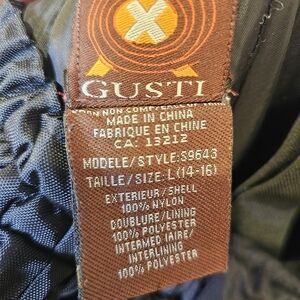 GUSTI
MADE IN CHINA
FABRIQUE EN CHINE
CA: 13212
MODELE/STYLE:S9643
TAILLE/SIZE:L(14-16)
EXTERIEUR/SHELL
100% NYLON
DOUBLURE/LINING
100% POLYESTER
INTERMEDIAIRE/
INTERLINING
100% POLYESTER